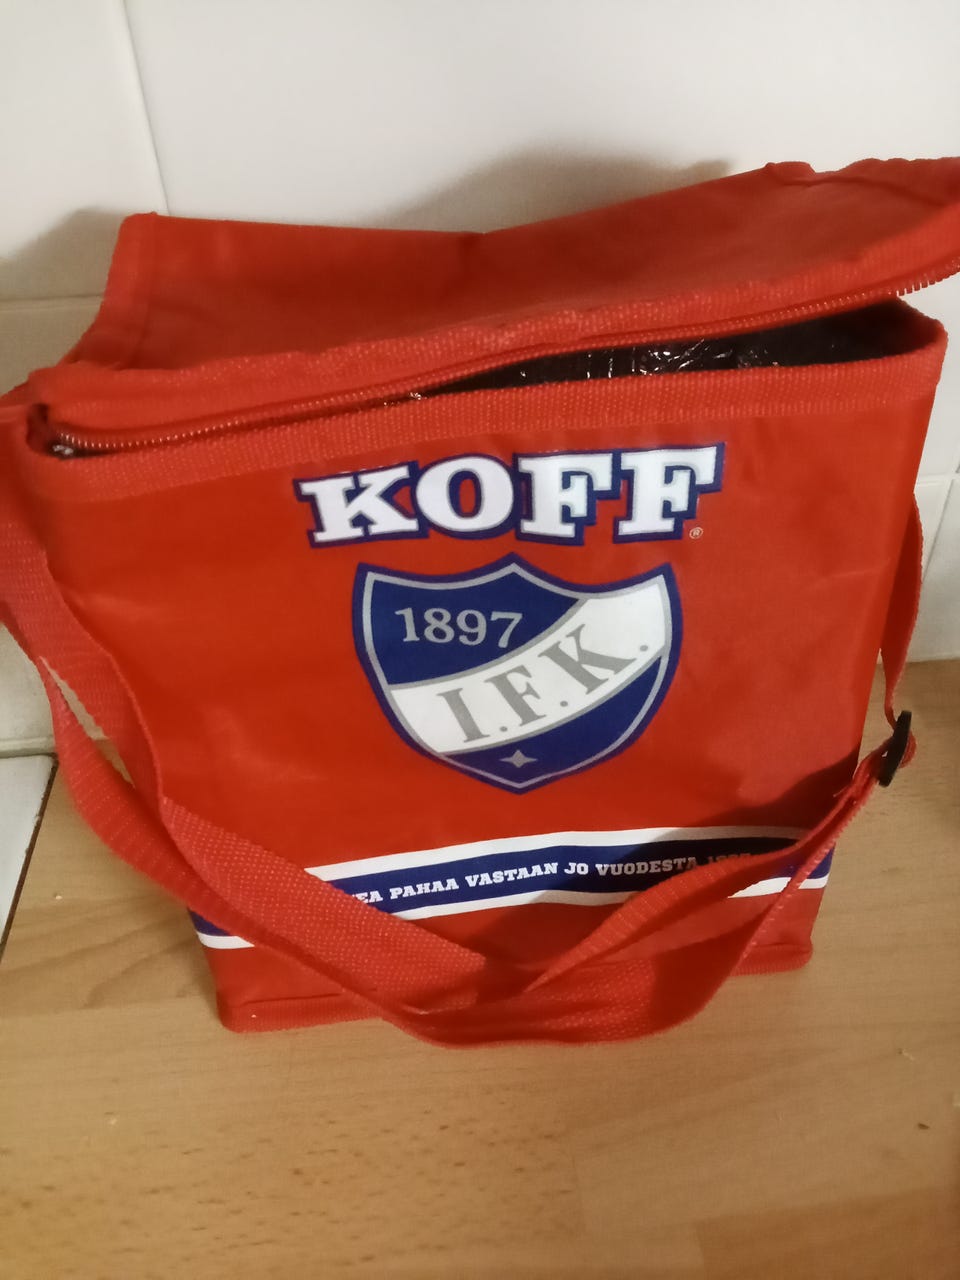 KOFF
®
1897
I.F.K.
PAHAA VASTAAN JO VUODESTA